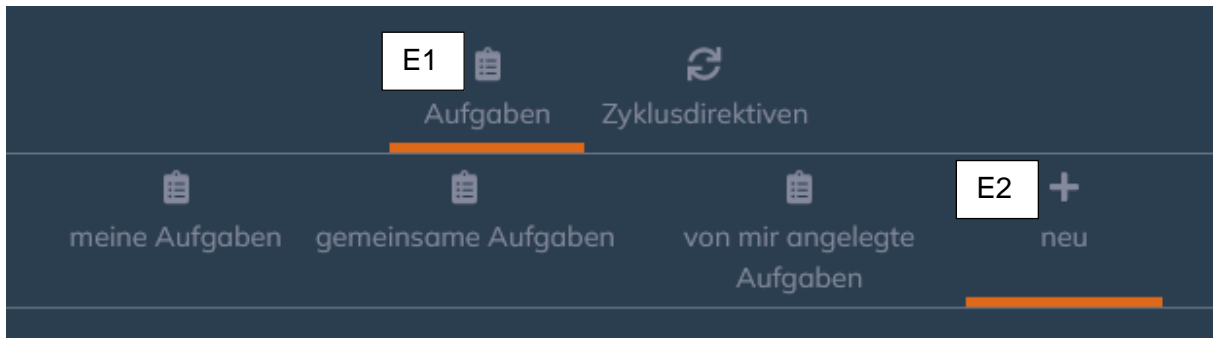 E1
Aufgaben Zyklusdirektiven
E2
meine Aufgaben gemeinsame Aufgaben von mir angelegte neu
Aufgaben